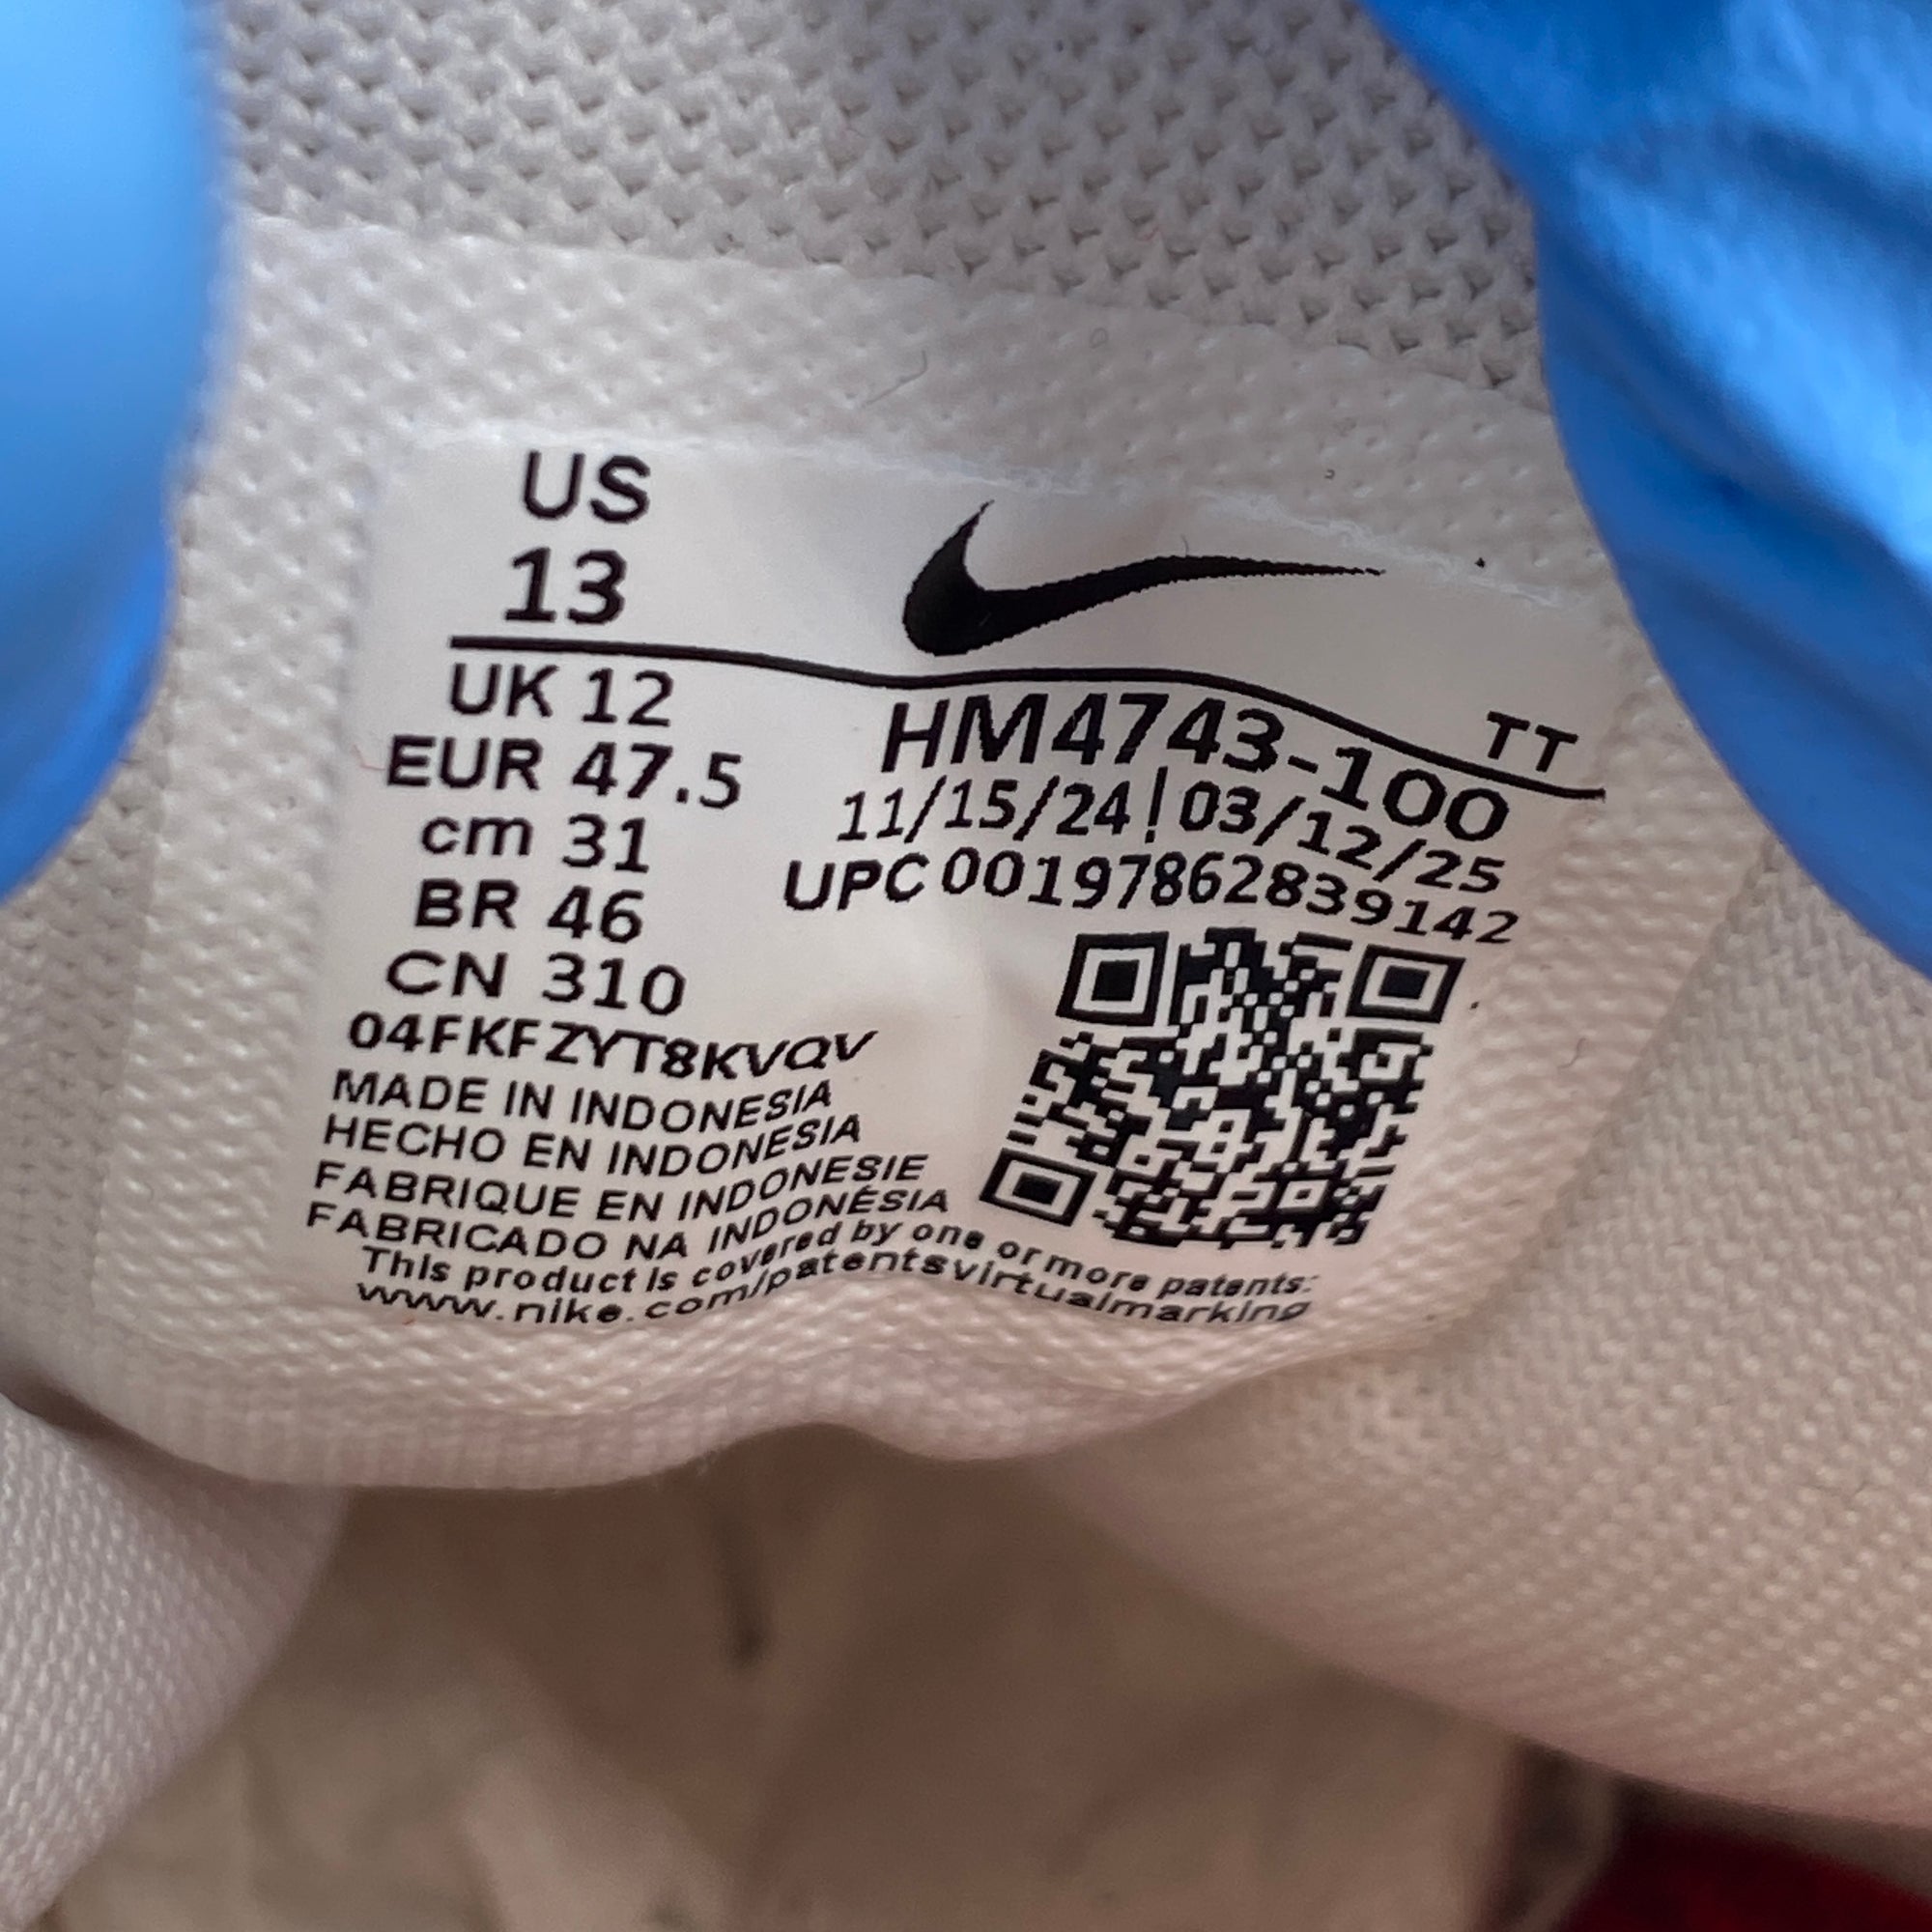 US
13
UK 12
EUR 47.5
cm 31
BR 46
CN 310
04FKFZYT8KVQV
MADE IN INDONESIA
HECHO EN INDONESIA
FABRIQUE EN INDONESIE
FABRICADO NA INDONÉSIA
This product is covered by one or more patents:
www.nike.com/patentsvirtualmarking
TT
HM4743-100
11/15/24|03/12/25
UPC 00197862839142